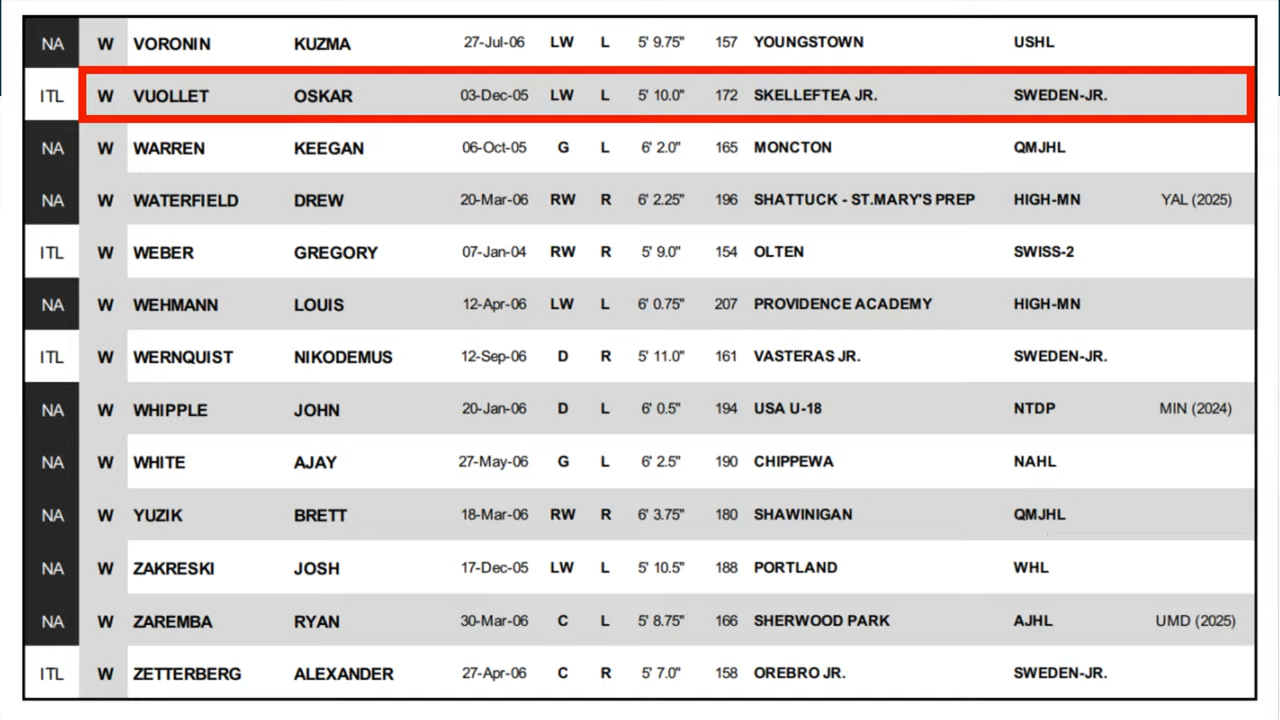 NA W VORONIN KUZMA 27-Jul-06 LW L 5' 9.75" 157 YOUNGSTOWN USHL
ITL W VUOLLET OSKAR 03-Dec-05 LW L 5' 10.0" 172 SKELLEFTEA JR. SWEDEN-JR.
NA W WARREN KEEGAN 06-Oct-05 G L 6' 2.0" 165 MONCTON QMJHL
NA W WATERFIELD DREW 20-Mar-06 RW R 6' 2.25" 196 SHATTUCK - ST.MARY'S PREP HIGH-MN YAL (2025)
ITL W WEBER GREGORY 07-Jan-04 RW R 5' 9.0" 154 OLTEN SWISS-2
NA W WEHMANN LOUIS 12-Apr-06 LW L 6' 0.75" 207 PROVIDENCE ACADEMY HIGH-MN
ITL W WERNQUIST NIKODEMUS 12-Sep-06 D R 5' 11.0" 161 VASTERAS JR. SWEDEN-JR.
NA W WHIPPLE JOHN 20-Jan-06 D L 6' 0.5" 194 USA U-18 NTDP MIN (2024)
NA W WHITE AJAY 27-May-06 G L 6' 2.5" 190 CHIPPEWA NAHL
NA W YUZIK BRETT 18-Mar-06 RW R 6' 3.75" 180 SHAWINIGAN QMJHL
NA W ZAKRESKI JOSH 17-Dec-05 LW L 5' 10.5" 188 PORTLAND WHL
NA W ZAREMBA RYAN 30-Mar-06 C L 5' 8.75" 166 SHERWOOD PARK AJHL UMD (2025)
ITL W ZETTERBERG ALEXANDER 27-Apr-06 C R 5' 7.0" 158 OREBRO JR. SWEDEN-JR.